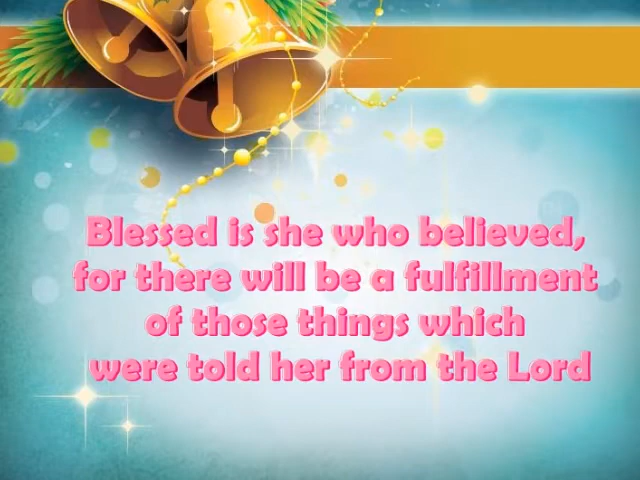 Blessed is she who believed,
for there will be a fulfillment
of those things which
were told her from the Lord